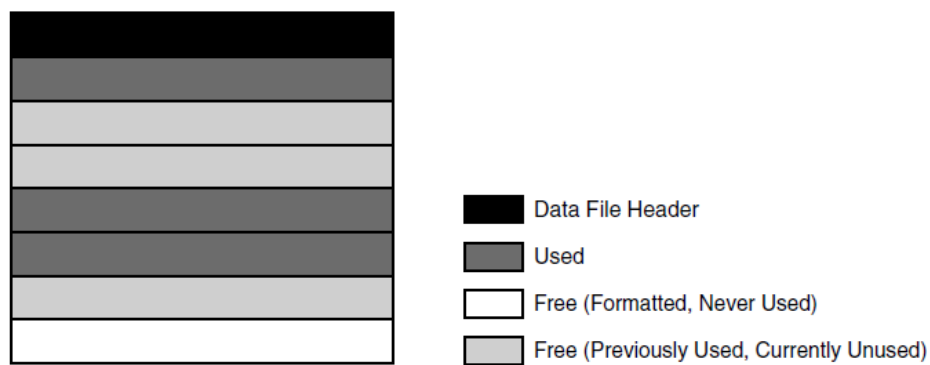 Data File Header
Used
Free (Formatted, Never Used)
Free (Previously Used, Currently Unused)